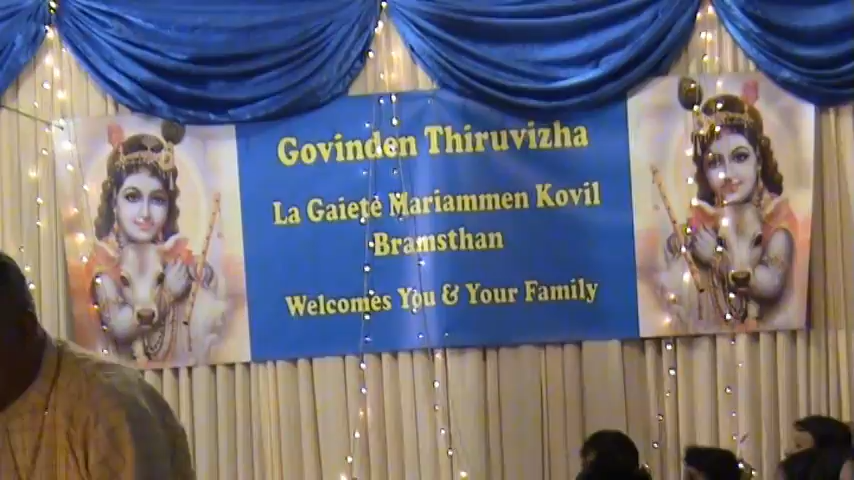 Govinden Thiruvizha
La Gaieté Mariammen Kovil
Bramsthan
Welcomes You & Your Family